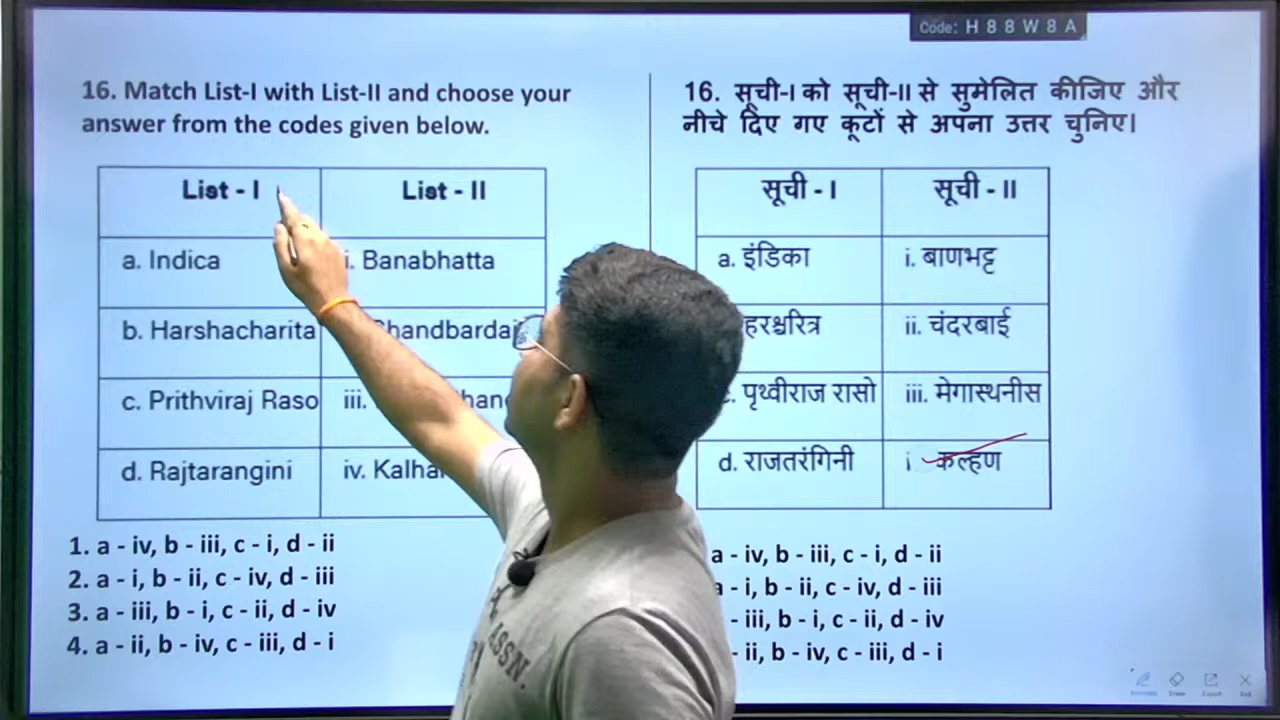 Code: H 8 8 W 8 A
16. Match List-I with List-II and choose your
answer from the codes given below.
List - I
List - II
a. Indica
i. Banabhatta
b. Harshacharita
c. Prithviraj Raso
iii.
d. Rajtarangini
iv.
1. a - iv, b - iii, c - i, d - ii
2. a - i, b - ii, c - iv, d - iii
3. a - iii, b - i, c - ii, d - iv
4. a - ii, b - iv, c - iii, d - i
16. सूची-I को सूची-II से सुमेलित कीजिए और
नीचे दिए गए कूटों से अपना उत्तर चुनिए।
सूची - I
सूची - II
a. इंडिका
i. बाणभट्ट
हरश्चरित्र
ii. चंदरबाई
पृथ्वीराज रासो
iii. मेगास्थनीस
d. राजतरंगिनी
i कल्हण
a - iv, b - iii, c - i, d - ii
- i, b - ii, c - iv, d - iii
- iii, b - i, c - ii, d - iv
- ii, b - iv, c - iii, d - i
ASSN.